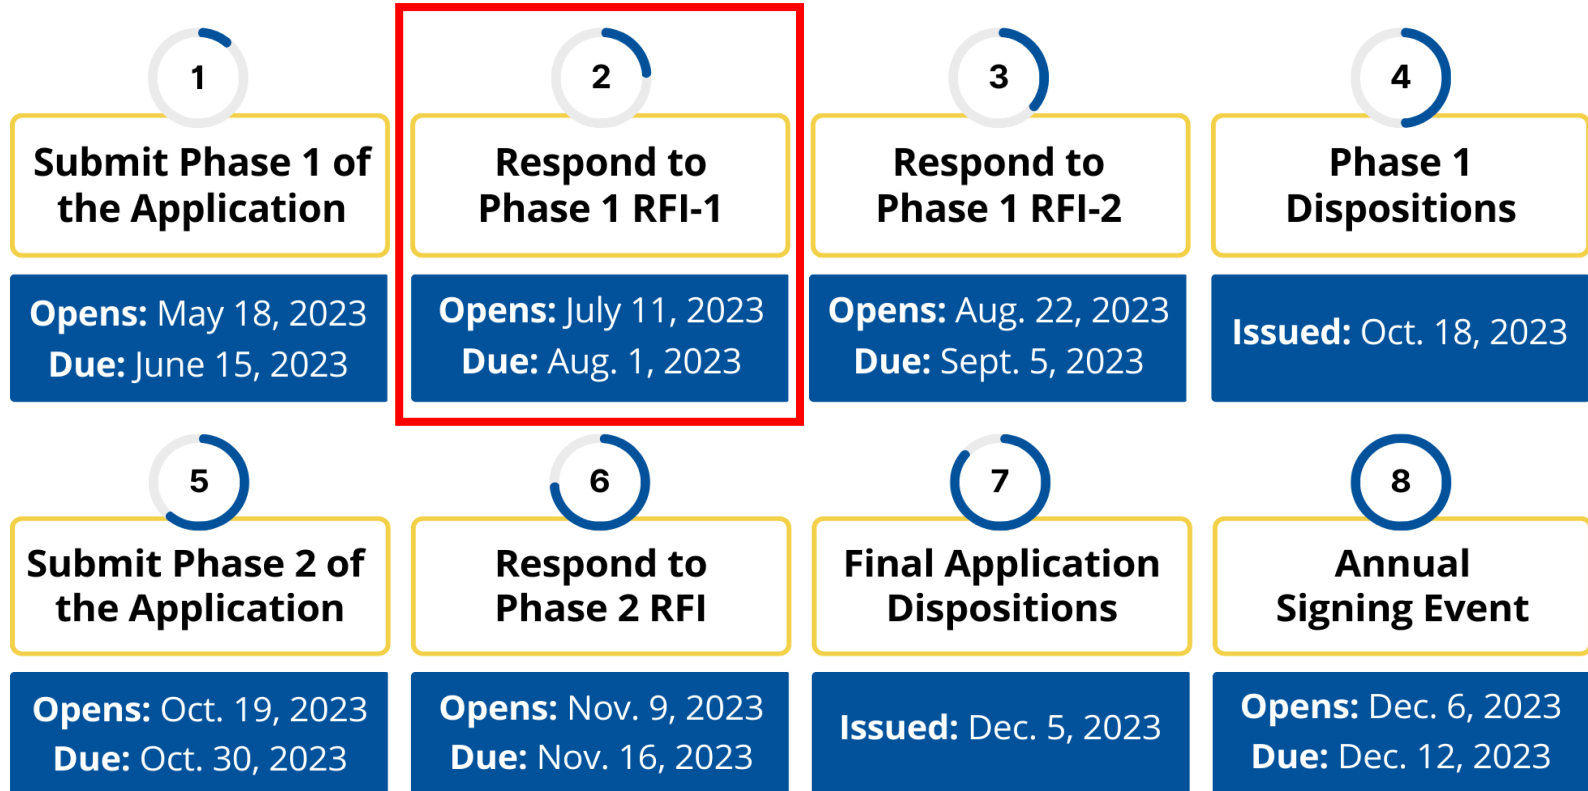 1
Submit Phase 1 of
the Application
Opens: May 18, 2023
Due: June 15, 2023
2
Respond to
Phase 1 RFI-1
Opens: July 11, 2023
Due: Aug. 1, 2023
3
Respond to
Phase 1 RFI-2
Opens: Aug. 22, 2023
Due: Sept. 5, 2023
4
Phase 1
Dispositions
Issued: Oct. 18, 2023
5
Submit Phase 2 of
the Application
Opens: Oct. 19, 2023
Due: Oct. 30, 2023
6
Respond to
Phase 2 RFI
Opens: Nov. 9, 2023
Due: Nov. 16, 2023
7
Final Application
Dispositions
Issued: Dec. 5, 2023
8
Annual
Signing Event
Opens: Dec. 6, 2023
Due: Dec. 12, 2023